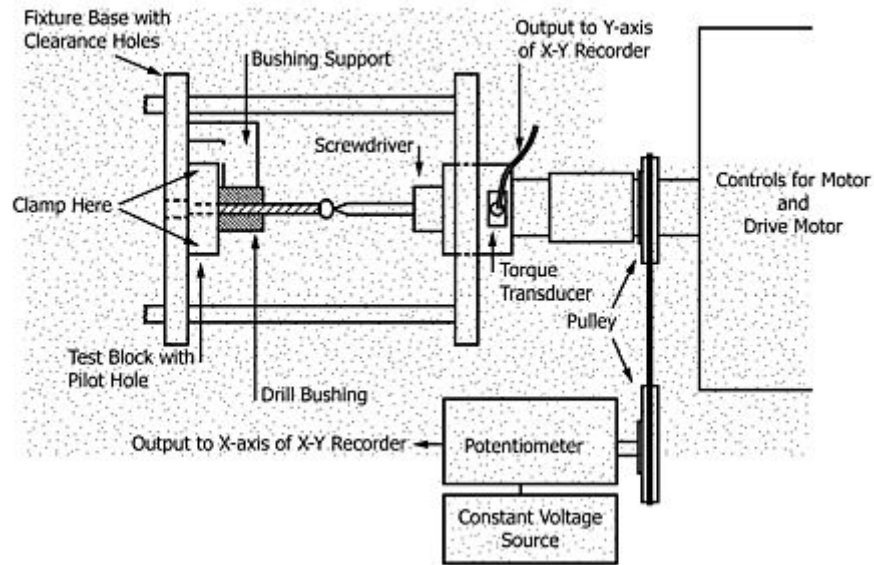 Fixture Base with
Clearance Holes
Bushing Support
Output to Y-axis
of X-Y Recorder
Screwdriver
Clamp Here
Controls for Motor
and
Drive Motor
Torque
Transducer
Pulley
Test Block with
Pilot Hole
Drill Bushing
Output to X-axis of X-Y Recorder
Potentiometer
Constant Voltage
Source